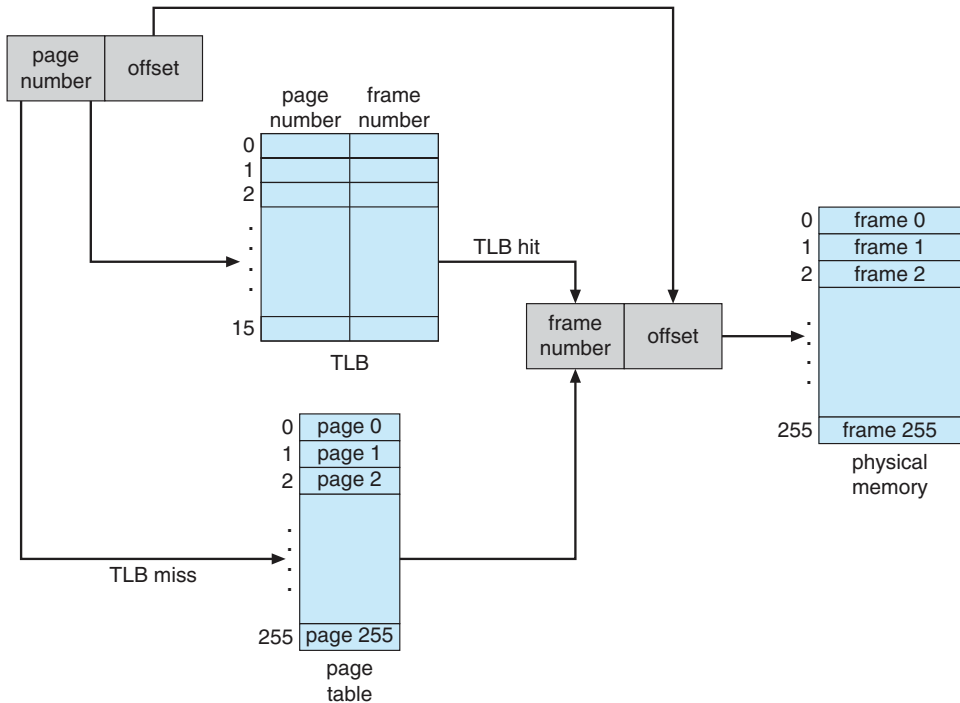 page
number
offset
page
number
frame
number
0
1
2
.
.
.
.
15
TLB
TLB hit
frame
number
offset
0
1
2
.
.
.
.
255
frame 0
frame 1
frame 2
frame 255
physical
memory
TLB miss
0
1
2
.
.
.
.
255
page 0
page 1
page 2
page 255
page
table